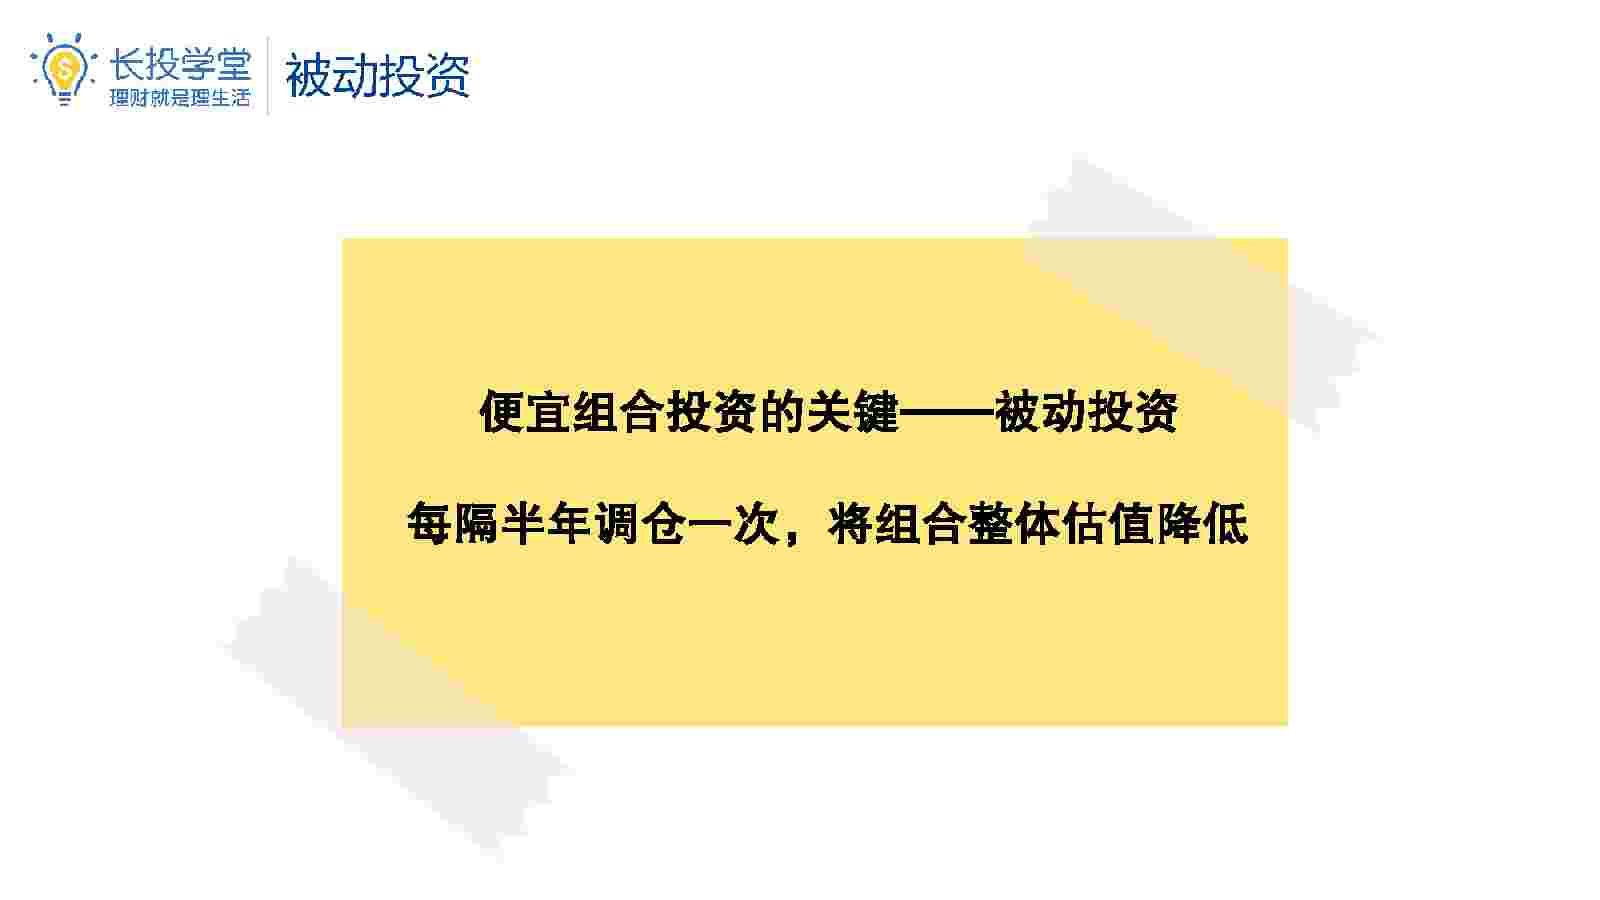 长投学堂
理财就是理生活
被动投资
便宜组合投资的关键——被动投资
每隔半年调仓一次，将组合整体估值降低